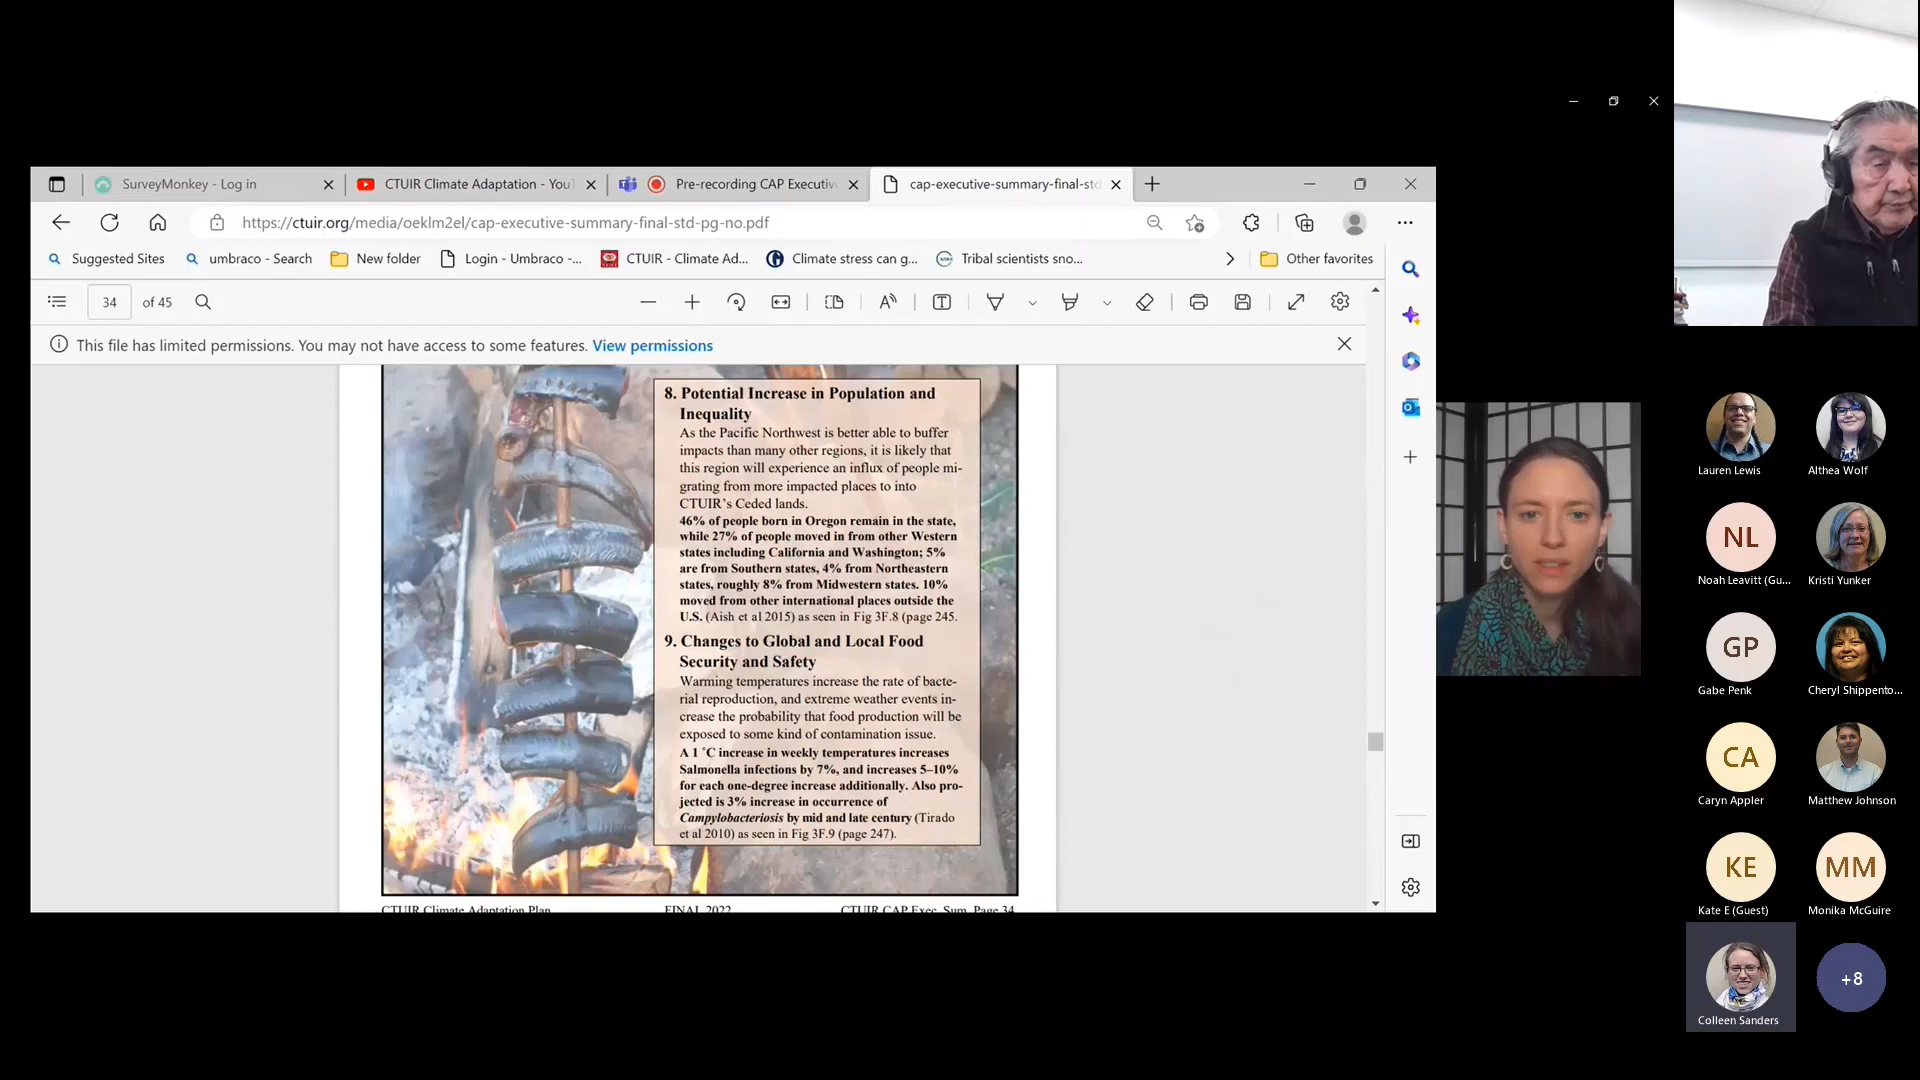 SurveyMonkey - Log in
CTUIR Climate Adaptation - YouT
Pre-recording CAP Executiv
cap-executive-summary-final-std
https://ctuir.org/media/oeklm2el/cap-executive-summary-final-std-pg-no.pdf
Suggested Sites
umbraco - Search
New folder
Login - Umbraco -...
CTUIR - Climate Ad...
Climate stress can g...
Tribal scientists sno...
Other favorites
34 of 45
This file has limited permissions. You may not have access to some features. View permissions
8. Potential Increase in Population and
Inequality
As the Pacific Northwest is better able to buffer
impacts than many other regions, it is likely that
this region will experience an influx of people mi-
grating from more impacted places to into
CTUIR's Ceded lands.
46% of people born in Oregon remain in the state,
while 27% of people moved in from other Western
states including California and Washington; 5%
are from Southern states, 4% from Northeastern
states, roughly 8% from Midwestern states. 10%
moved from other international places outside the
U.S. (Aish et al 2015) as seen in Fig 3F.8 (page 245.
9. Changes to Global and Local Food
Security and Safety
Warming temperatures increase the rate of bacte-
rial reproduction, and extreme weather events in-
crease the probability that food production will be
exposed to some kind of contamination issue.
A 1 ˚C increase in weekly temperatures increases
Salmonella infections by 7%, and increases 5–10%
for each one-degree increase additionally. Also pro-
jected is 3% increase in occurrence of
Campylobacteriosis by mid and late century (Tirado
et al 2010) as seen in Fig 3F.9 (page 247).
CTUIR Climate Adaptation Plan
FINAL 2022
CTUIR CAP Exec. Sum. Page 34
Lauren Lewis
Althea Wolf
NL
Noah Leavitt (Gu...
Kristi Yunker
GP
Gabe Penk
Cheryl Shippento...
CA
Caryn Appler
Matthew Johnson
KE
Kate E (Guest)
MM
Monika McGuire
Colleen Sanders
+8